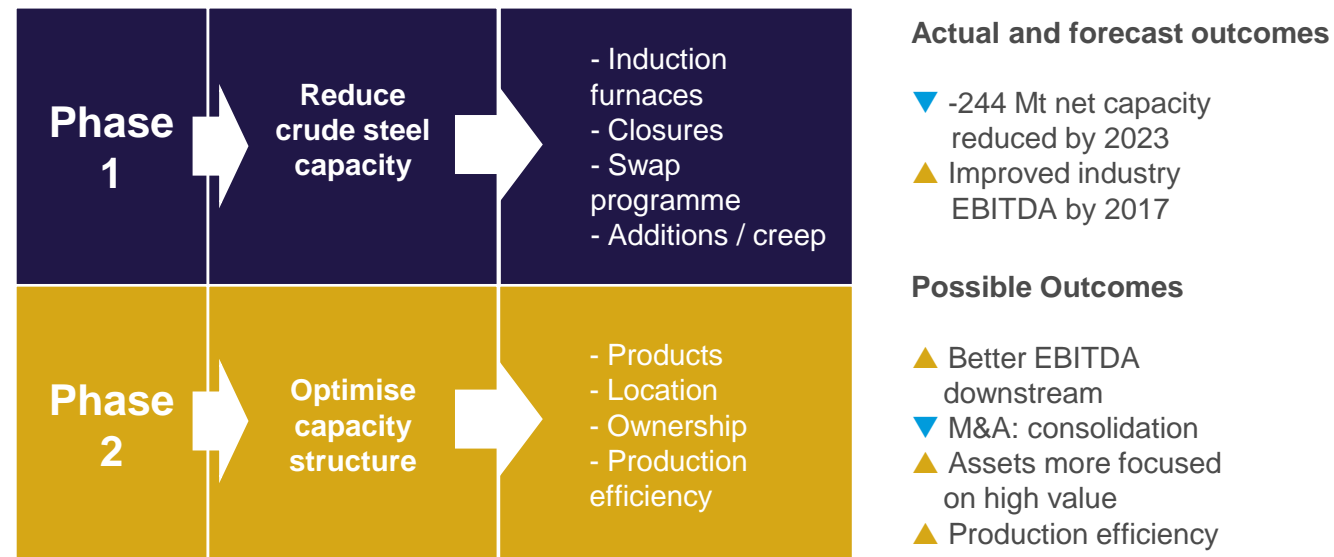 Phase
1
Reduce
crude steel
capacity
- Induction
furnaces
- Closures
- Swap
programme
- Additions / creep
Phase
2
Optimise
capacity
structure
- Products
- Location
- Ownership
- Production
efficiency
Actual and forecast outcomes
▼ -244 Mt net capacity
reduced by 2023
▲ Improved industry
EBITDA by 2017
Possible Outcomes
▲ Better EBITDA
downstream
▼ M&A: consolidation
▲ Assets more focused
on high value
▲ Production efficiency